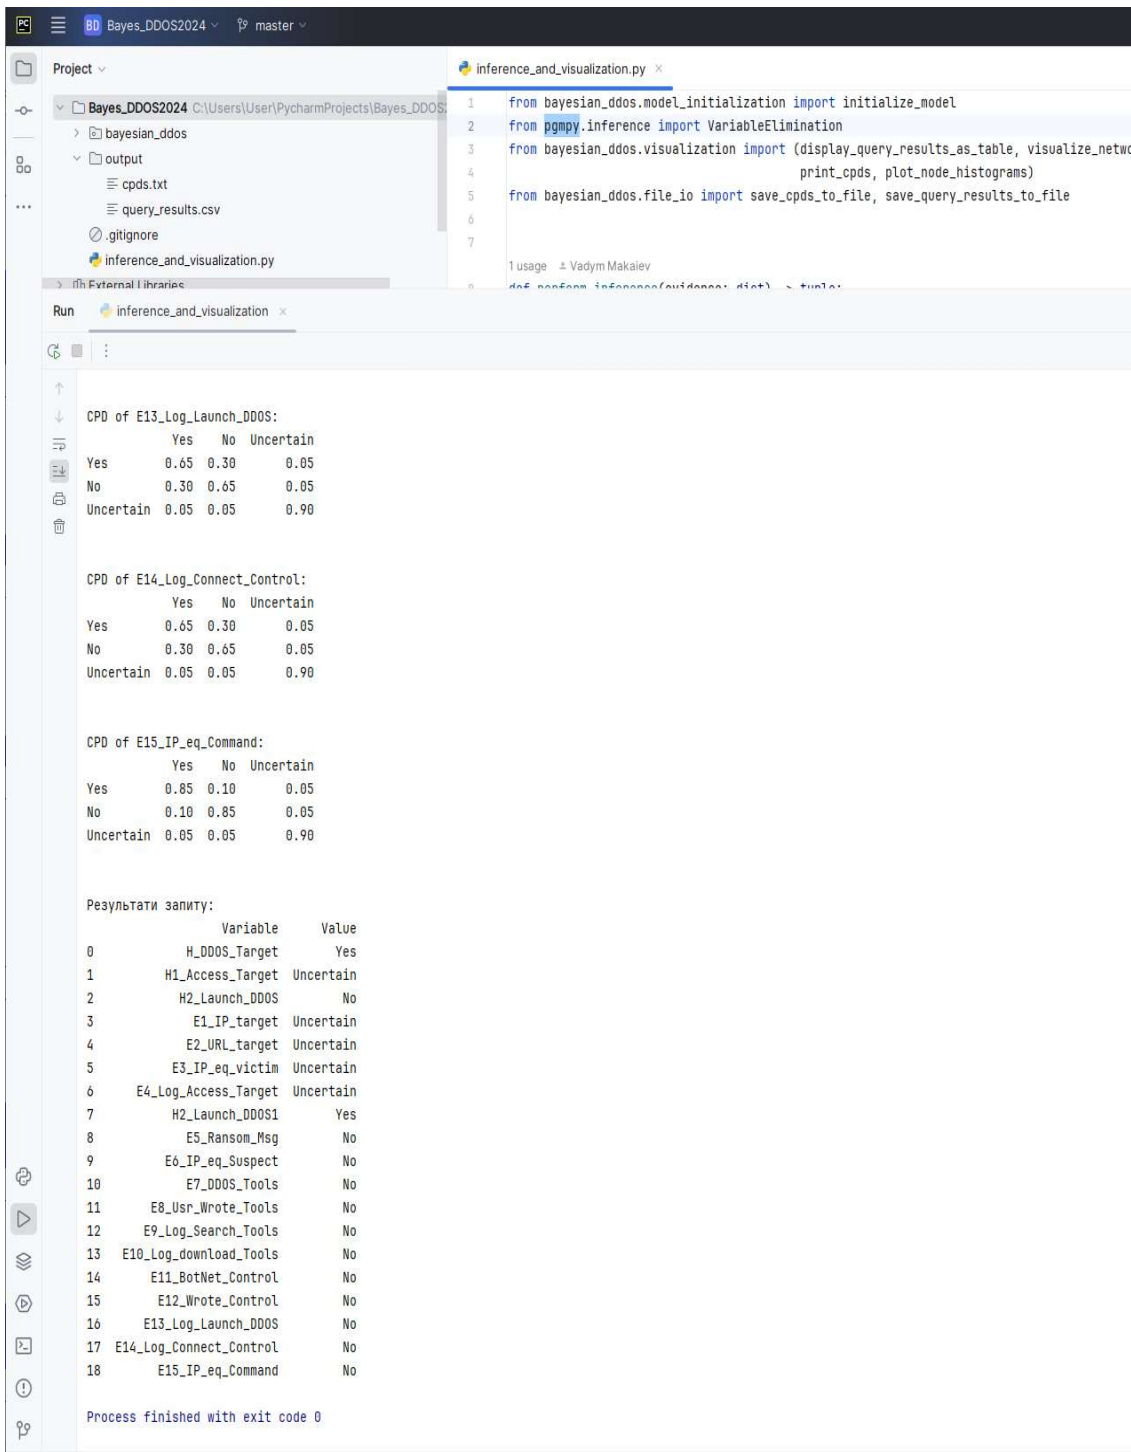 PC BD Bayes_DDOS2024 master
Project
inference_and_visualization.py
Bayes_DDOS2024 C:\Users\User\PycharmProjects\Bayes_DDOS
bayesian_ddos
output
cpds.txt
query_results.csv
.gitignore
inference_and_visualization.py
External Libraries
1 from bayesian_ddos.model_initialization import initialize_model
2 from pgmpy.inference import VariableElimination
3 from bayesian_ddos.visualization import (display_query_results_as_table, visualize_netwo
4 print_cpds, plot_node_histograms)
5 from bayesian_ddos.file_io import save_cpds_to_file, save_query_results_to_file
6
7
1 usage Vadym Makaiev
def perform_inference(evidence: dict) -> tuple:
Run inference_and_visualization
CPD of E13_Log_Launch_DDOS:
Yes No Uncertain
Yes 0.65 0.30 0.05
No 0.30 0.65 0.05
Uncertain 0.05 0.05 0.90
CPD of E14_Log_Connect_Control:
Yes No Uncertain
Yes 0.65 0.30 0.05
No 0.30 0.65 0.05
Uncertain 0.05 0.05 0.90
CPD of E15_IP_eq_Command:
Yes No Uncertain
Yes 0.85 0.10 0.05
No 0.10 0.85 0.05
Uncertain 0.05 0.05 0.90
Результати запиту:
Variable Value
0 H_DDOS_Target Yes
1 H1_Access_Target Uncertain
2 H2_Launch_DDOS No
3 E1_IP_target Uncertain
4 E2_URL_target Uncertain
5 E3_IP_eq_victim Uncertain
6 E4_Log_Access_Target Uncertain
7 H2_Launch_DDOS1 Yes
8 E5_Ransom_Msg No
9 E6_IP_eq_Suspect No
10 E7_DDOS_Tools No
11 E8_Usr_Wrote_Tools No
12 E9_Log_Search_Tools No
13 E10_Log_download_Tools No
14 E11_BotNet_Control No
15 E12_Wrote_Control No
16 E13_Log_Launch_DDOS No
17 E14_Log_Connect_Control No
18 E15_IP_eq_Command No
Process finished with exit code 0